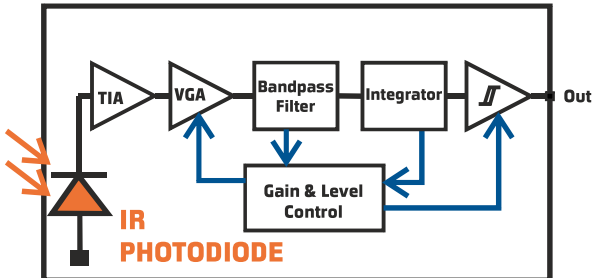 TIA
VGA
Bandpass
Filter
Integrator
Out
Gain & Level
Control
IR
PHOTODIODE